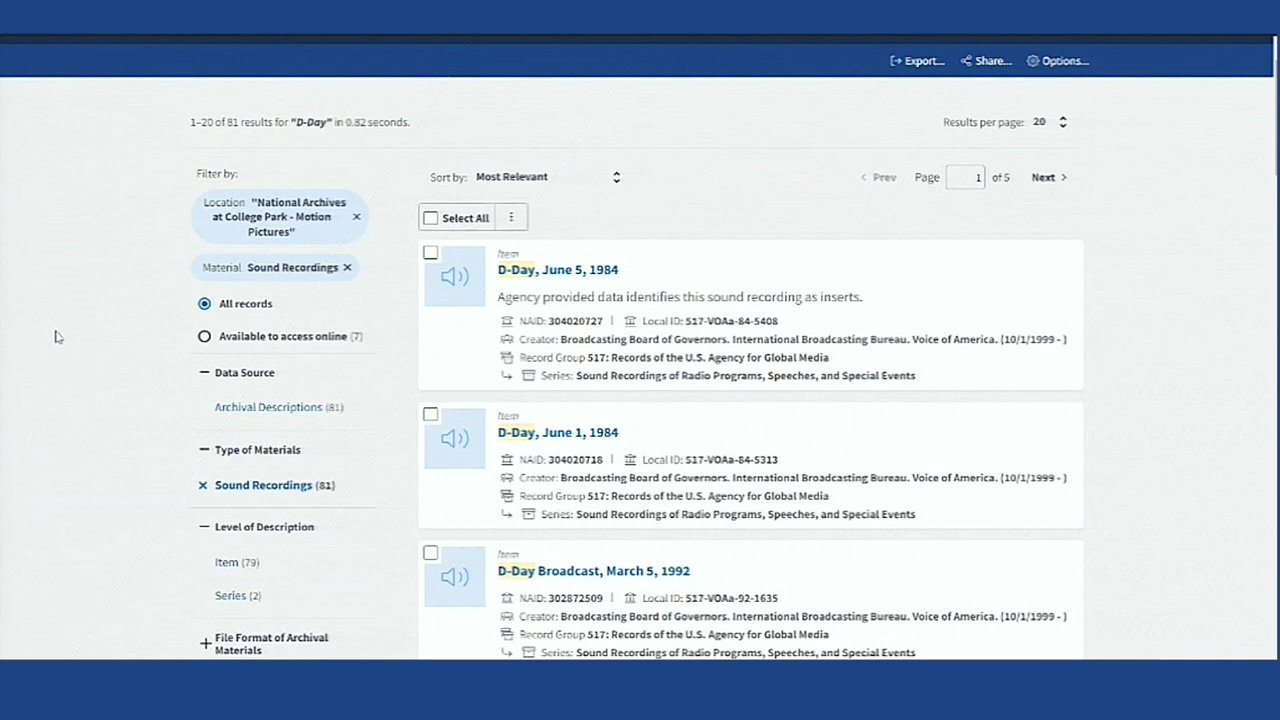 Export...
Share...
Options...
1–20 of 81 results for "D-Day" in 0.82 seconds.
Results per page: 20
Filter by:
Location "National Archives
at College Park - Motion
Pictures"
Material Sound Recordings
All records
Available to access online (7)
Data Source
Archival Descriptions (81)
Type of Materials
Sound Recordings (81)
Level of Description
Item (79)
Series (2)
File Format of Archival
Materials
Sort by: Most Relevant
Prev Page 1 of 5 Next
Select All
Item
D-Day, June 5, 1984
Agency provided data identifies this sound recording as inserts.
NAID: 304020727 | Local ID: 517-VOAa-84-5408
Creator: Broadcasting Board of Governors. International Broadcasting Bureau. Voice of America. (10/1/1999 - )
Record Group 517: Records of the U.S. Agency for Global Media
Series: Sound Recordings of Radio Programs, Speeches, and Special Events
Item
D-Day, June 1, 1984
NAID: 304020718 | Local ID: 517-VOAa-84-5313
Creator: Broadcasting Board of Governors. International Broadcasting Bureau. Voice of America. (10/1/1999 - )
Record Group 517: Records of the U.S. Agency for Global Media
Series: Sound Recordings of Radio Programs, Speeches, and Special Events
Item
D-Day Broadcast, March 5, 1992
NAID: 302872509 | Local ID: 517-VOAa-92-1635
Creator: Broadcasting Board of Governors. International Broadcasting Bureau. Voice of America. (10/1/1999 - )
Record Group 517: Records of the U.S. Agency for Global Media
Series: Sound Recordings of Radio Programs, Speeches, and Special Events